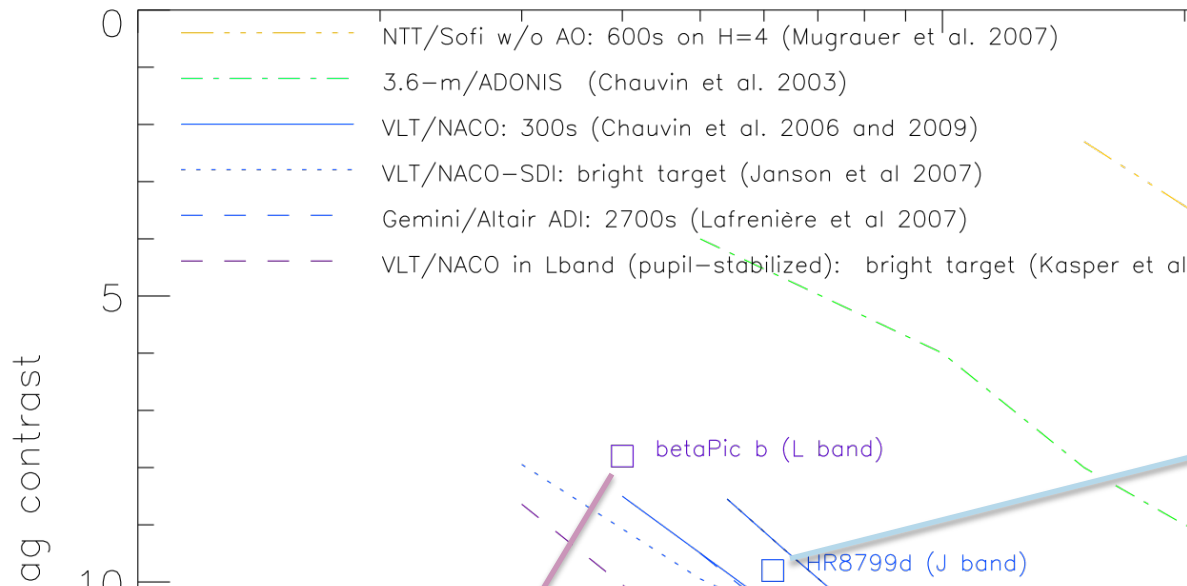 0
NTT/Sofi w/o AO: 600s on H=4 (Mugrauer et al. 2007)
3.6-m/ADONIS (Chauvin et al. 2003)
VLT/NACO: 300s (Chauvin et al. 2006 and 2009)
VLT/NACO-SDI: bright target (Janson et al 2007)
Gemini/Altair ADI: 2700s (Lafrenière et al 2007)
VLT/NACO in Lband (pupil-stabilized): bright target (Kasper et al
5
ag contrast
betaPic b (L band)
HR8799d (J band)
10